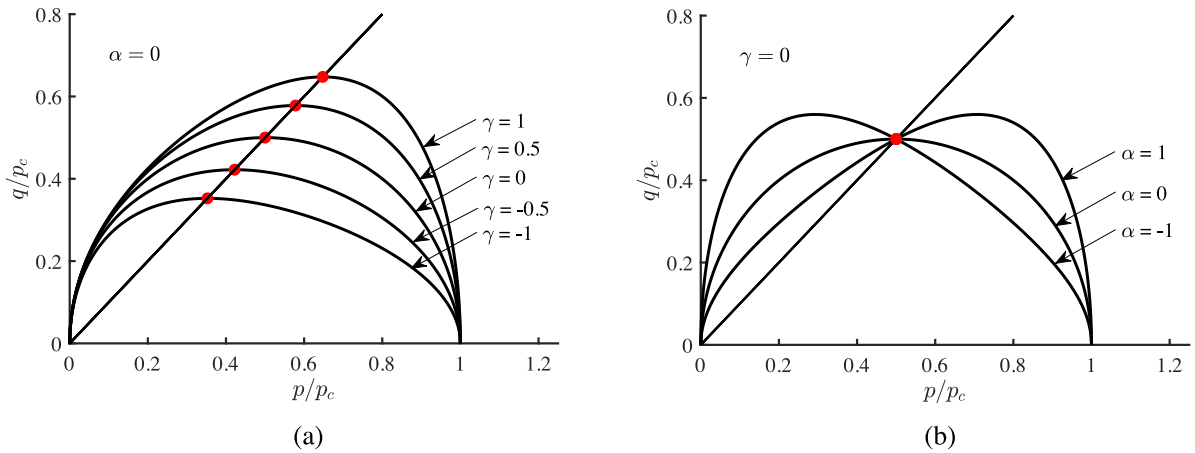 0.8
α = 0
0.6
q/p_c
0.4
0.2
0
γ = 1
γ = 0.5
γ = 0
γ = -0.5
γ = -1
0 0.2 0.4 0.6 0.8 1 1.2
p/p_c
(a)
0.8
γ = 0
0.6
q/p_c
0.4
0.2
0
α = 1
α = 0
α = -1
0 0.2 0.4 0.6 0.8 1 1.2
p/p_c
(b)